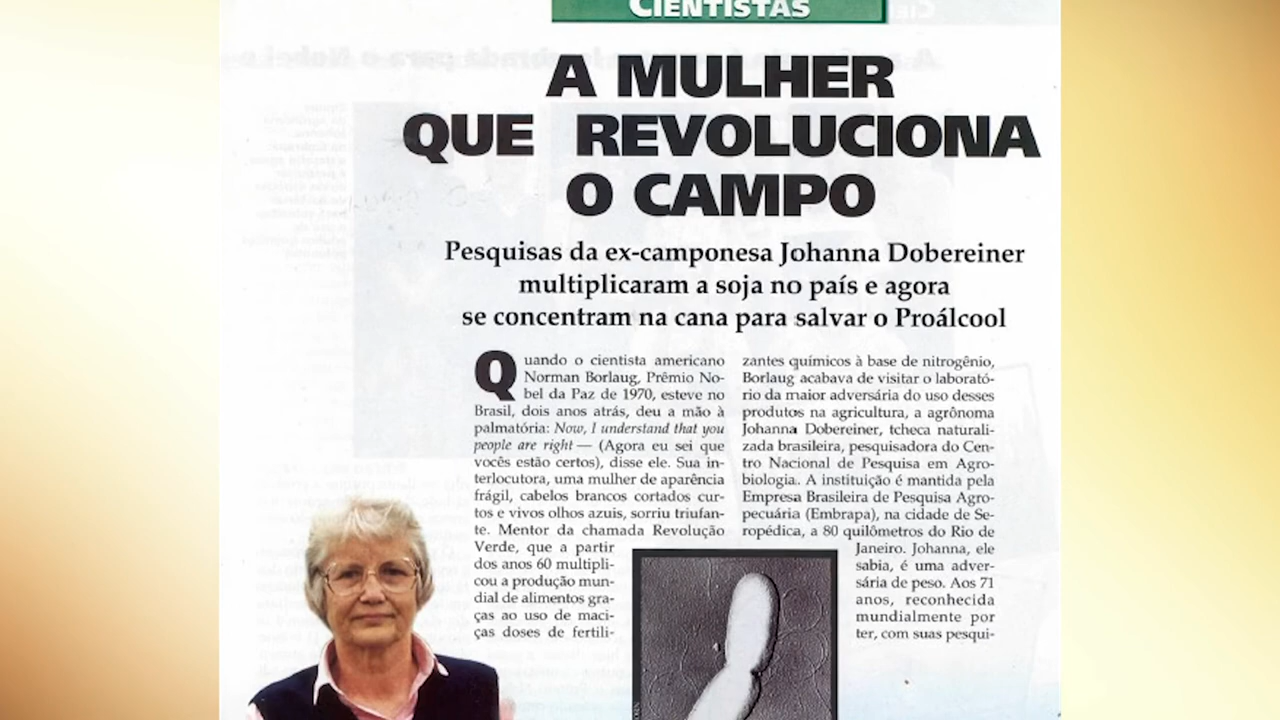 CIENTISTAS
A MULHER
QUE REVOLUCIONA
O CAMPO
Pesquisas da ex-camponesa Johanna Dobereiner
multiplicaram a soja no país e agora
se concentram na cana para salvar o Proálcool
Quando o cientista americano
Norman Borlaug, Prêmio No-
bel da Paz de 1970, esteve no
Brasil, dois anos atrás, deu a mão à
palmatória: Now, I understand that you
people are right — (Agora eu sei que
vocês estão certos), disse ele. Sua in-
terlocutora, uma mulher de aparência
frágil, cabelos brancos cortados cur-
tos e vivos olhos azuis, sorriu triufan-
te. Mentor da chamada Revolução
Verde, que a partir
dos anos 60 multipli-
cou a produção mun-
dial de alimentos gra-
ças ao uso de maci-
ças doses de fertili-
zantes químicos à base de nitrogênio,
Borlaug acabava de visitar o laborató-
rio da maior adversária do uso desses
produtos na agricultura, a agrônoma
Johanna Dobereiner, tcheca naturali-
zada brasileira, pesquisadora do Cen-
tro Nacional de Pesquisa em Agro-
biologia. A instituição é mantida pela
Empresa Brasileira de Pesquisa Agro-
pecuária (Embrapa), na cidade de Se-
ropédica, a 80 quilômetros do Rio de
Janeiro. Johanna, ele
sabia, é uma adver-
sária de peso. Aos 71
anos, reconhecida
mundialmente por
ter, com suas pesqui-